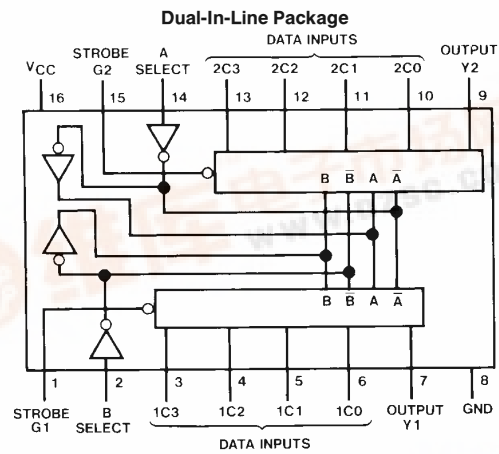 Dual-In-Line Package
DATA INPUTS
STROBE G2
A SELECT
2C3 2C2 2C1 2C0
OUTPUT Y2
VCC
16 15 14 13 12 11 10 9
B B̅ A A̅
B B̅ A A̅
1 2 3 4 5 6 7 8
STROBE G1
B SELECT
1C3 1C2 1C1 1C0
OUTPUT Y1
GND
DATA INPUTS